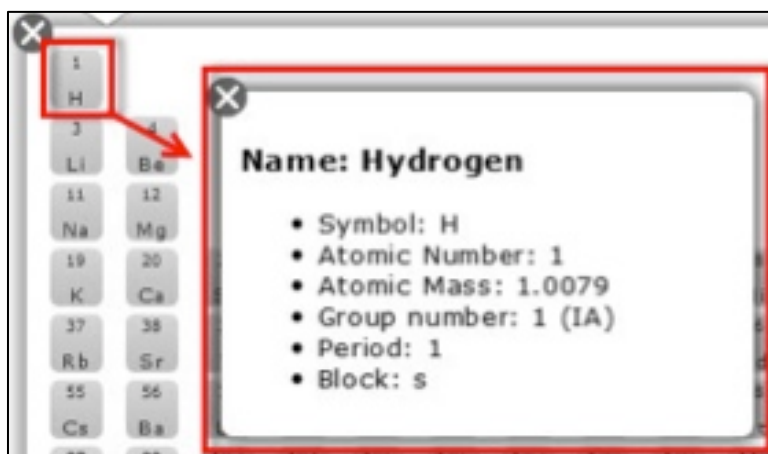 1
H
3 4
Li Be
11 12
Na Mg
19 20
K Ca
37 38
Rb Sr
55 56
Cs Ba
Name: Hydrogen
• Symbol: H
• Atomic Number: 1
• Atomic Mass: 1.0079
• Group number: 1 (IA)
• Period: 1
• Block: s